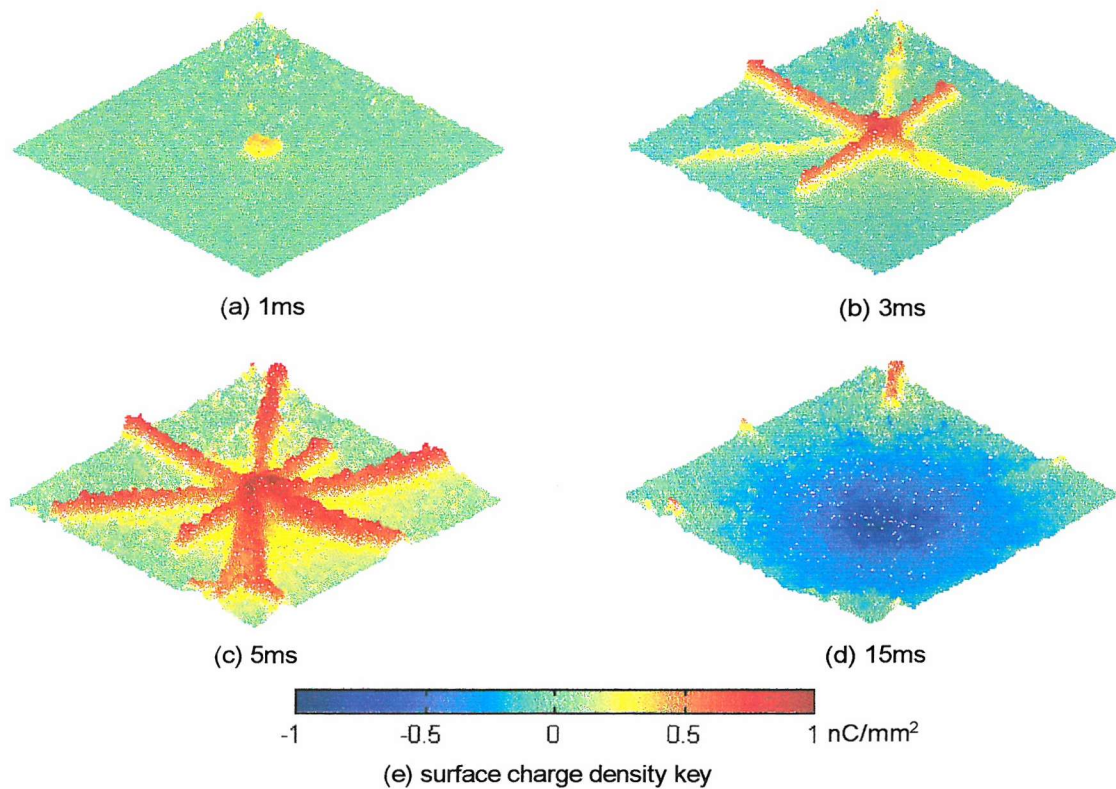 (a) 1ms
(b) 3ms
(c) 5ms
(d) 15ms
-1 -0.5 0 0.5 1 nC/mm²
(e) surface charge density key